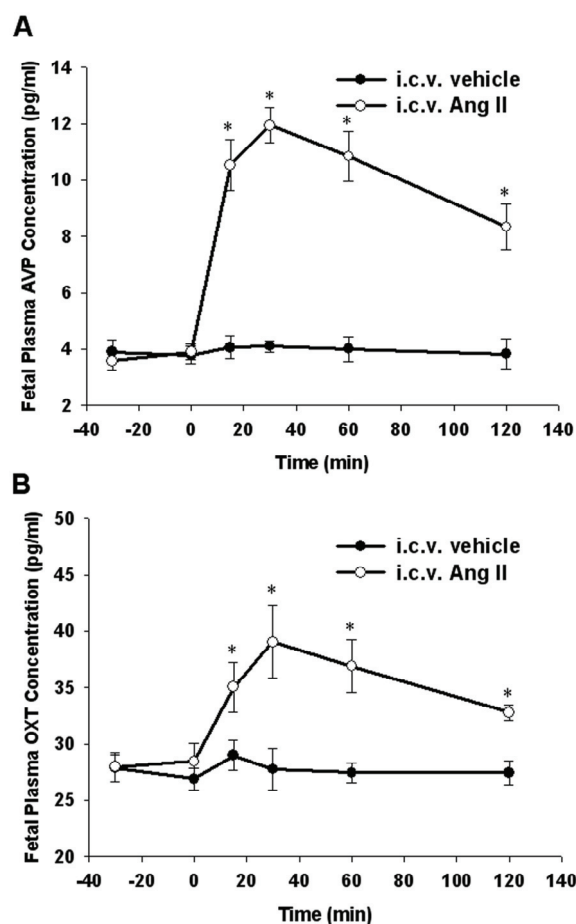 A
Fetal Plasma AVP Concentration (pg/ml)
14
12
10
8
6
4
2
i.c.v. vehicle
i.c.v. Ang II
*
*
*
*
-40 -20 0 20 40 60 80 100 120 140
Time (min)
B
Fetal Plasma OXT Concentration (pg/ml)
50
45
40
35
30
25
20
i.c.v. vehicle
i.c.v. Ang II
*
*
*
*
-40 -20 0 20 40 60 80 100 120 140
Time (min)